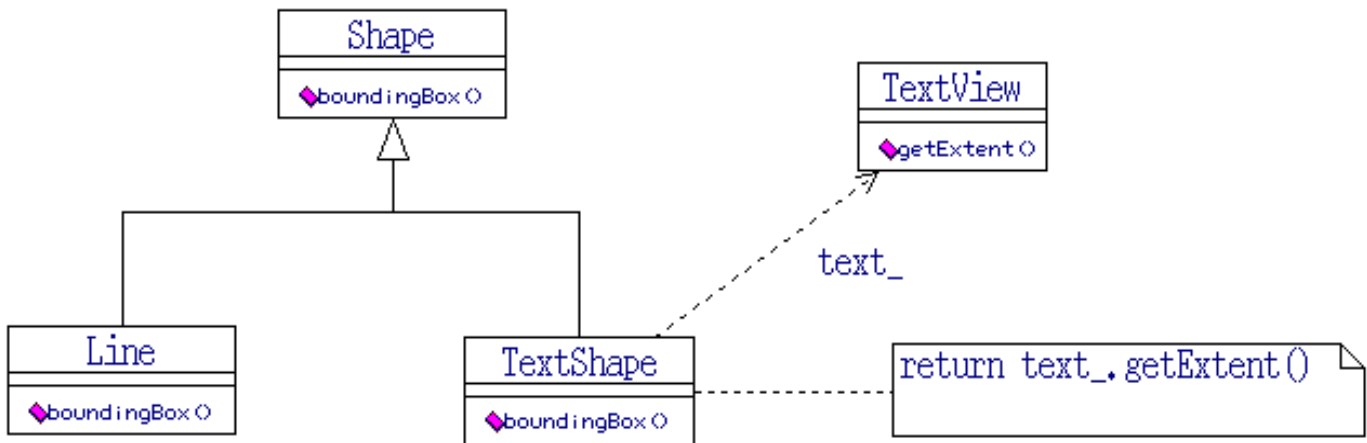 Shape
boundingBox()
TextView
getExtent()
text_
Line
boundingBox()
TextShape
boundingBox()
return text_.getExtent()